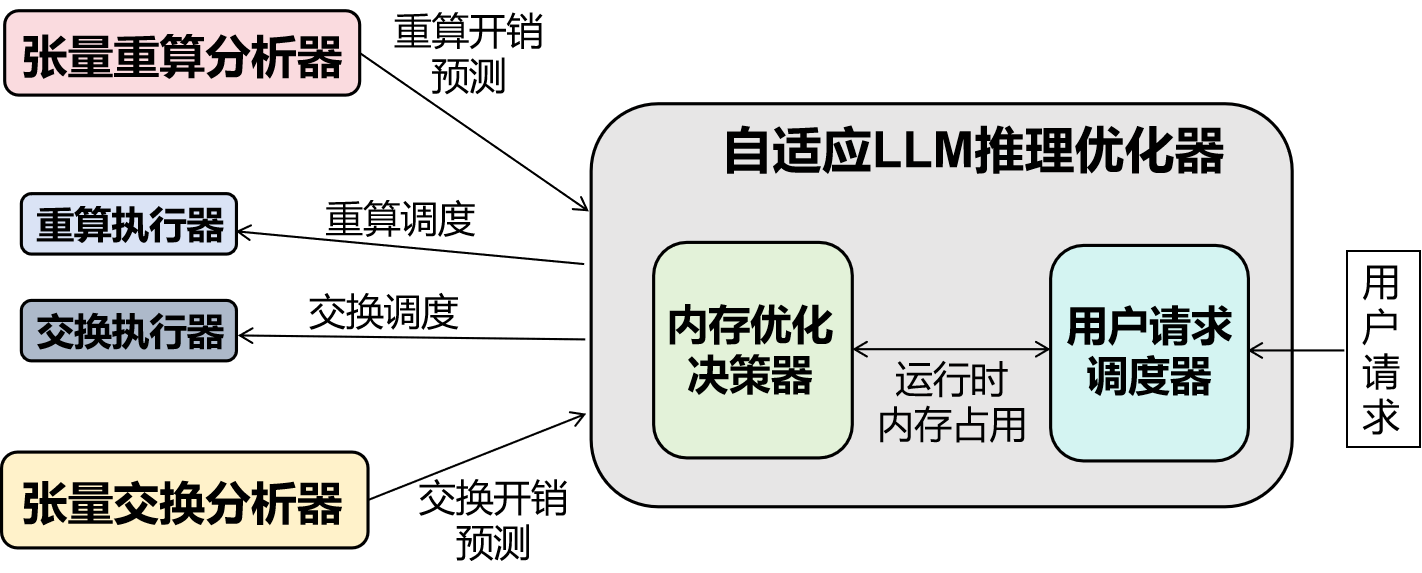 张量重算分析器
重算开销
预测
自适应LLM推理优化器
重算执行器
重算调度
交换执行器
交换调度
内存优化
决策器
运行时
内存占用
用户请求
调度器
用
户
请
求
张量交换分析器
交换开销
预测